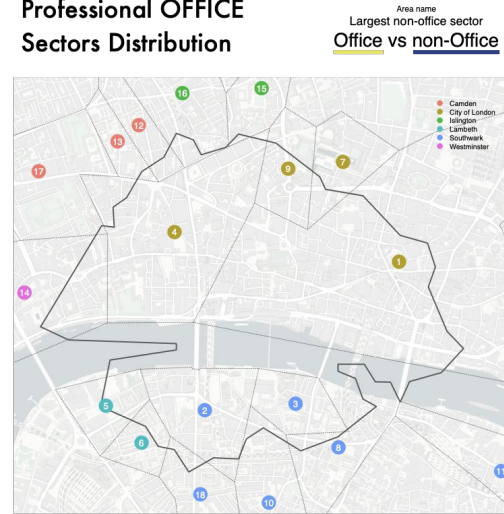 Professional OFFICE
Sectors Distribution
Area name
Largest non-office sector
Office vs non-Office
Camden
City of London
Islington
Lambeth
Southwark
Westminster
16
15
12
13
17
9
7
4
1
14
5
2
3
6
8
11
18
10